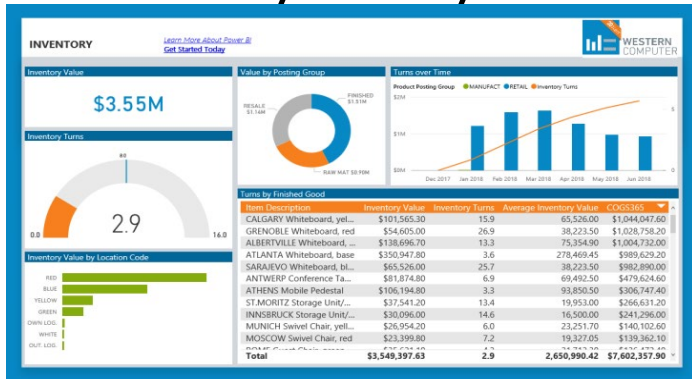 INVENTORY
Learn More About Power BI
Get Started Today
WESTERN
COMPUTER
Inventory Value
$3.55M
Value by Posting Group
FINISHED
$1.51M
RESALE
$1.14M
RAW MAT $0.90M
Turns over Time
Product Posting Group MANUFACT RETAIL Inventory Turns
$2M
$1M
$0M
5
0
Dec 2017 Jan 2018 Feb 2018 Mar 2018 Apr 2018 May 2018 Jun 2018
Inventory Turns
2.9
0.0
16.0
Inventory Value by Location Code
RED
BLUE
YELLOW
GREEN
OWN LOG.
WHITE
OUT. LOG.
Turns by Finished Good
Item Description Inventory Value Inventory Turns Average Inventory Value COGS365
CALGARY Whiteboard, yel... $101,565.30 15.9 65,526.00 $1,044,047.60
GRENOBLE Whiteboard, red $54,605.00 26.9 38,223.50 $1,028,758.20
ALBERTVILLE Whiteboard, ... $138,696.70 13.3 75,354.90 $1,004,732.00
ATLANTA Whiteboard, base $350,947.80 3.6 278,469.45 $989,629.20
SARAJEVO Whiteboard, bl... $65,526.00 25.7 38,223.50 $982,890.00
ANTWERP Conference Ta... $81,874.80 6.9 69,492.50 $479,624.60
ATHENS Mobile Pedestal $106,194.80 3.3 93,850.50 $306,747.40
ST.MORITZ Storage Unit/... $37,541.20 13.4 19,953.00 $266,631.20
INNSBRUCK Storage Unit/... $30,096.00 14.6 16,500.00 $241,296.00
MUNICH Swivel Chair, yell... $26,954.20 6.0 23,251.70 $140,102.60
MOSCOW Swivel Chair, red $23,399.80 7.2 19,327.05 $139,362.10
Total $3,549,397.63 2.9 2,650,990.42 $7,602,357.90